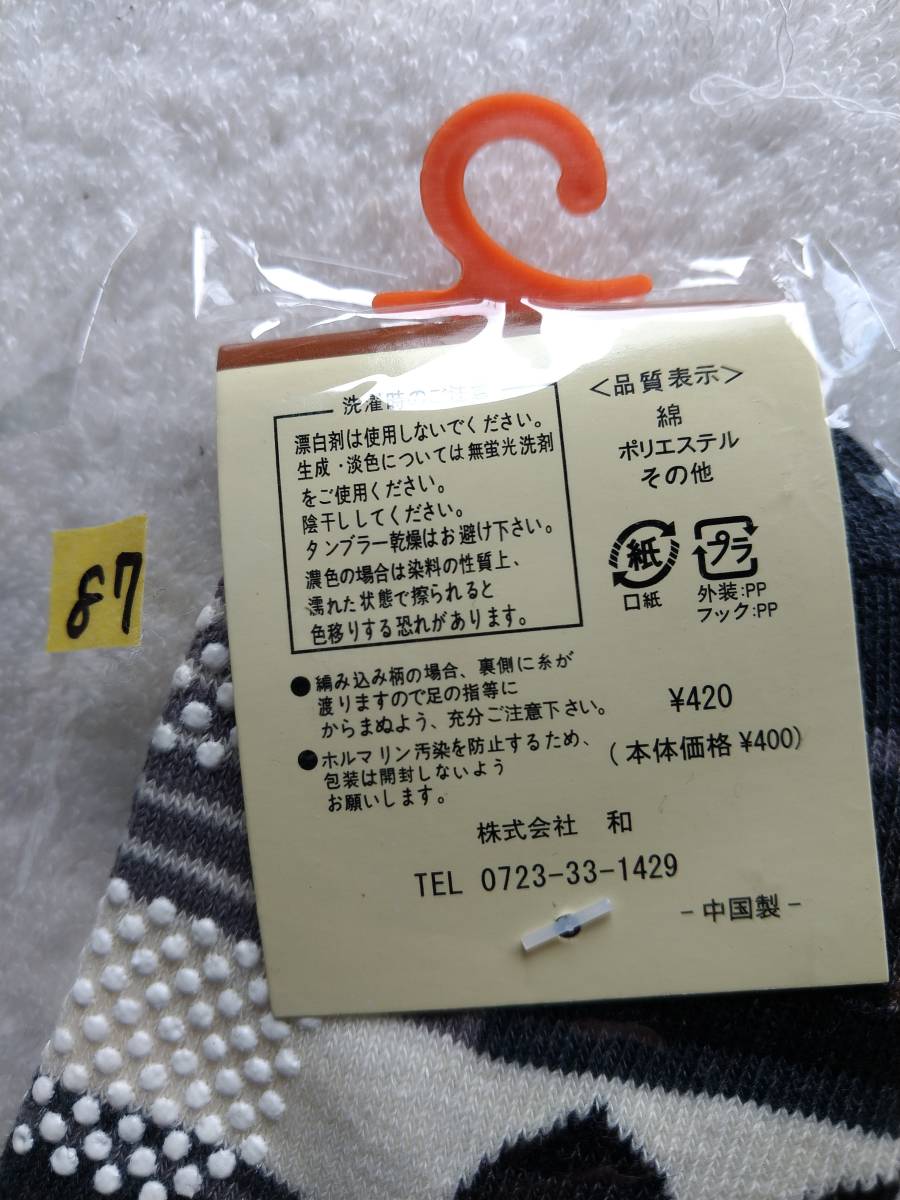 洗濯時のご注意
漂白剤は使用しないでください。
生成・淡色については無蛍光洗剤
をご使用ください。
陰干ししてください。
タンブラー乾燥はお避け下さい。
濃色の場合は染料の性質上、
濡れた状態で擦られると
色移りする恐れがあります。
<品質表示>
綿
ポリエステル
その他
紙
口紙
プラ
外装:PP
フック:PP
87
●編み込み柄の場合、裏側に糸が
渡りますので足の指等に
からまぬよう、充分ご注意下さい。
●ホルマリン汚染を防止するため、
包装は開封しないよう
お願いします。
¥420
(本体価格¥400)
株式会社 和
TEL 0723-33-1429
-中国製-